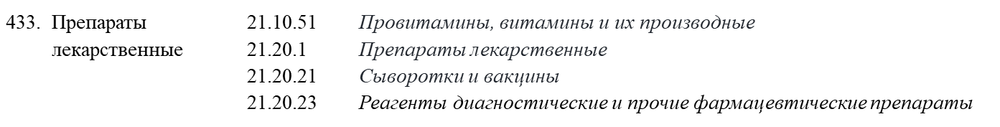 433. Препараты 21.10.51 Провитамины, витамины и их производные
лекарственные 21.20.1 Препараты лекарственные
21.20.21 Сыворотки и вакцины
21.20.23 Реагенты диагностические и прочие фармацевтические препараты